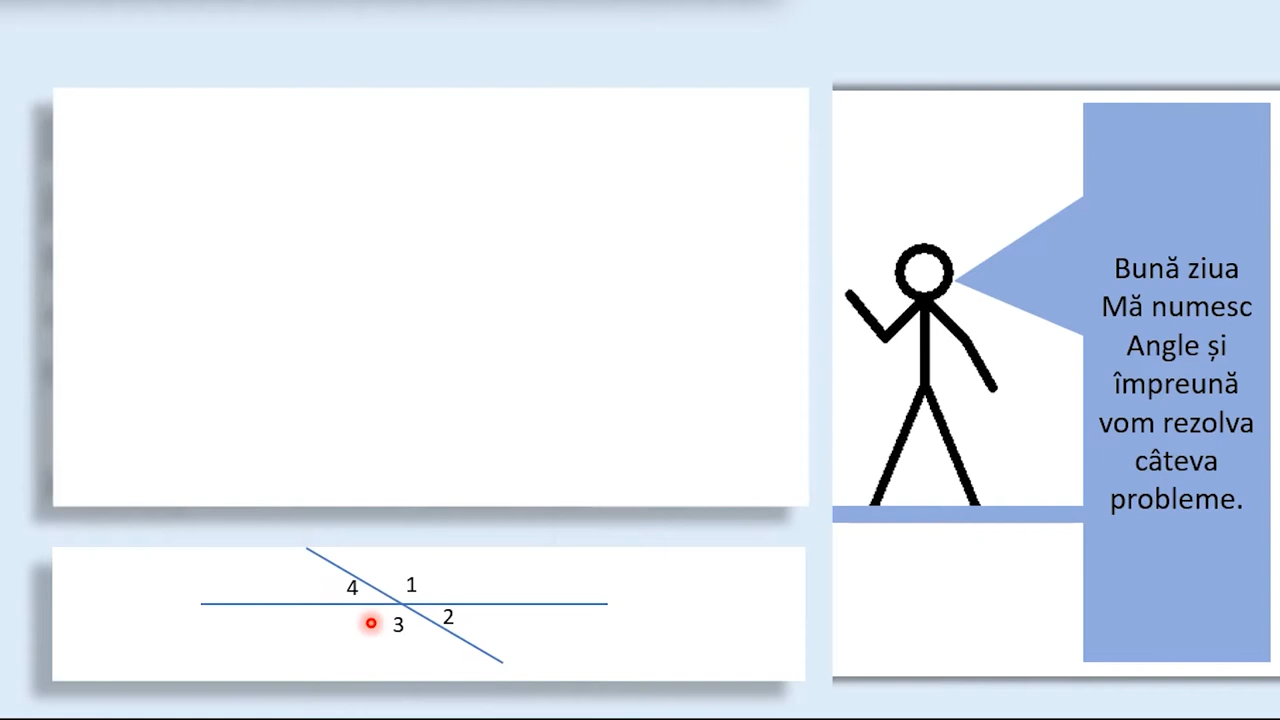 Bună ziua
Mă numesc
Angle și
împreună
vom rezolva
câteva
probleme.
4 1
3 2